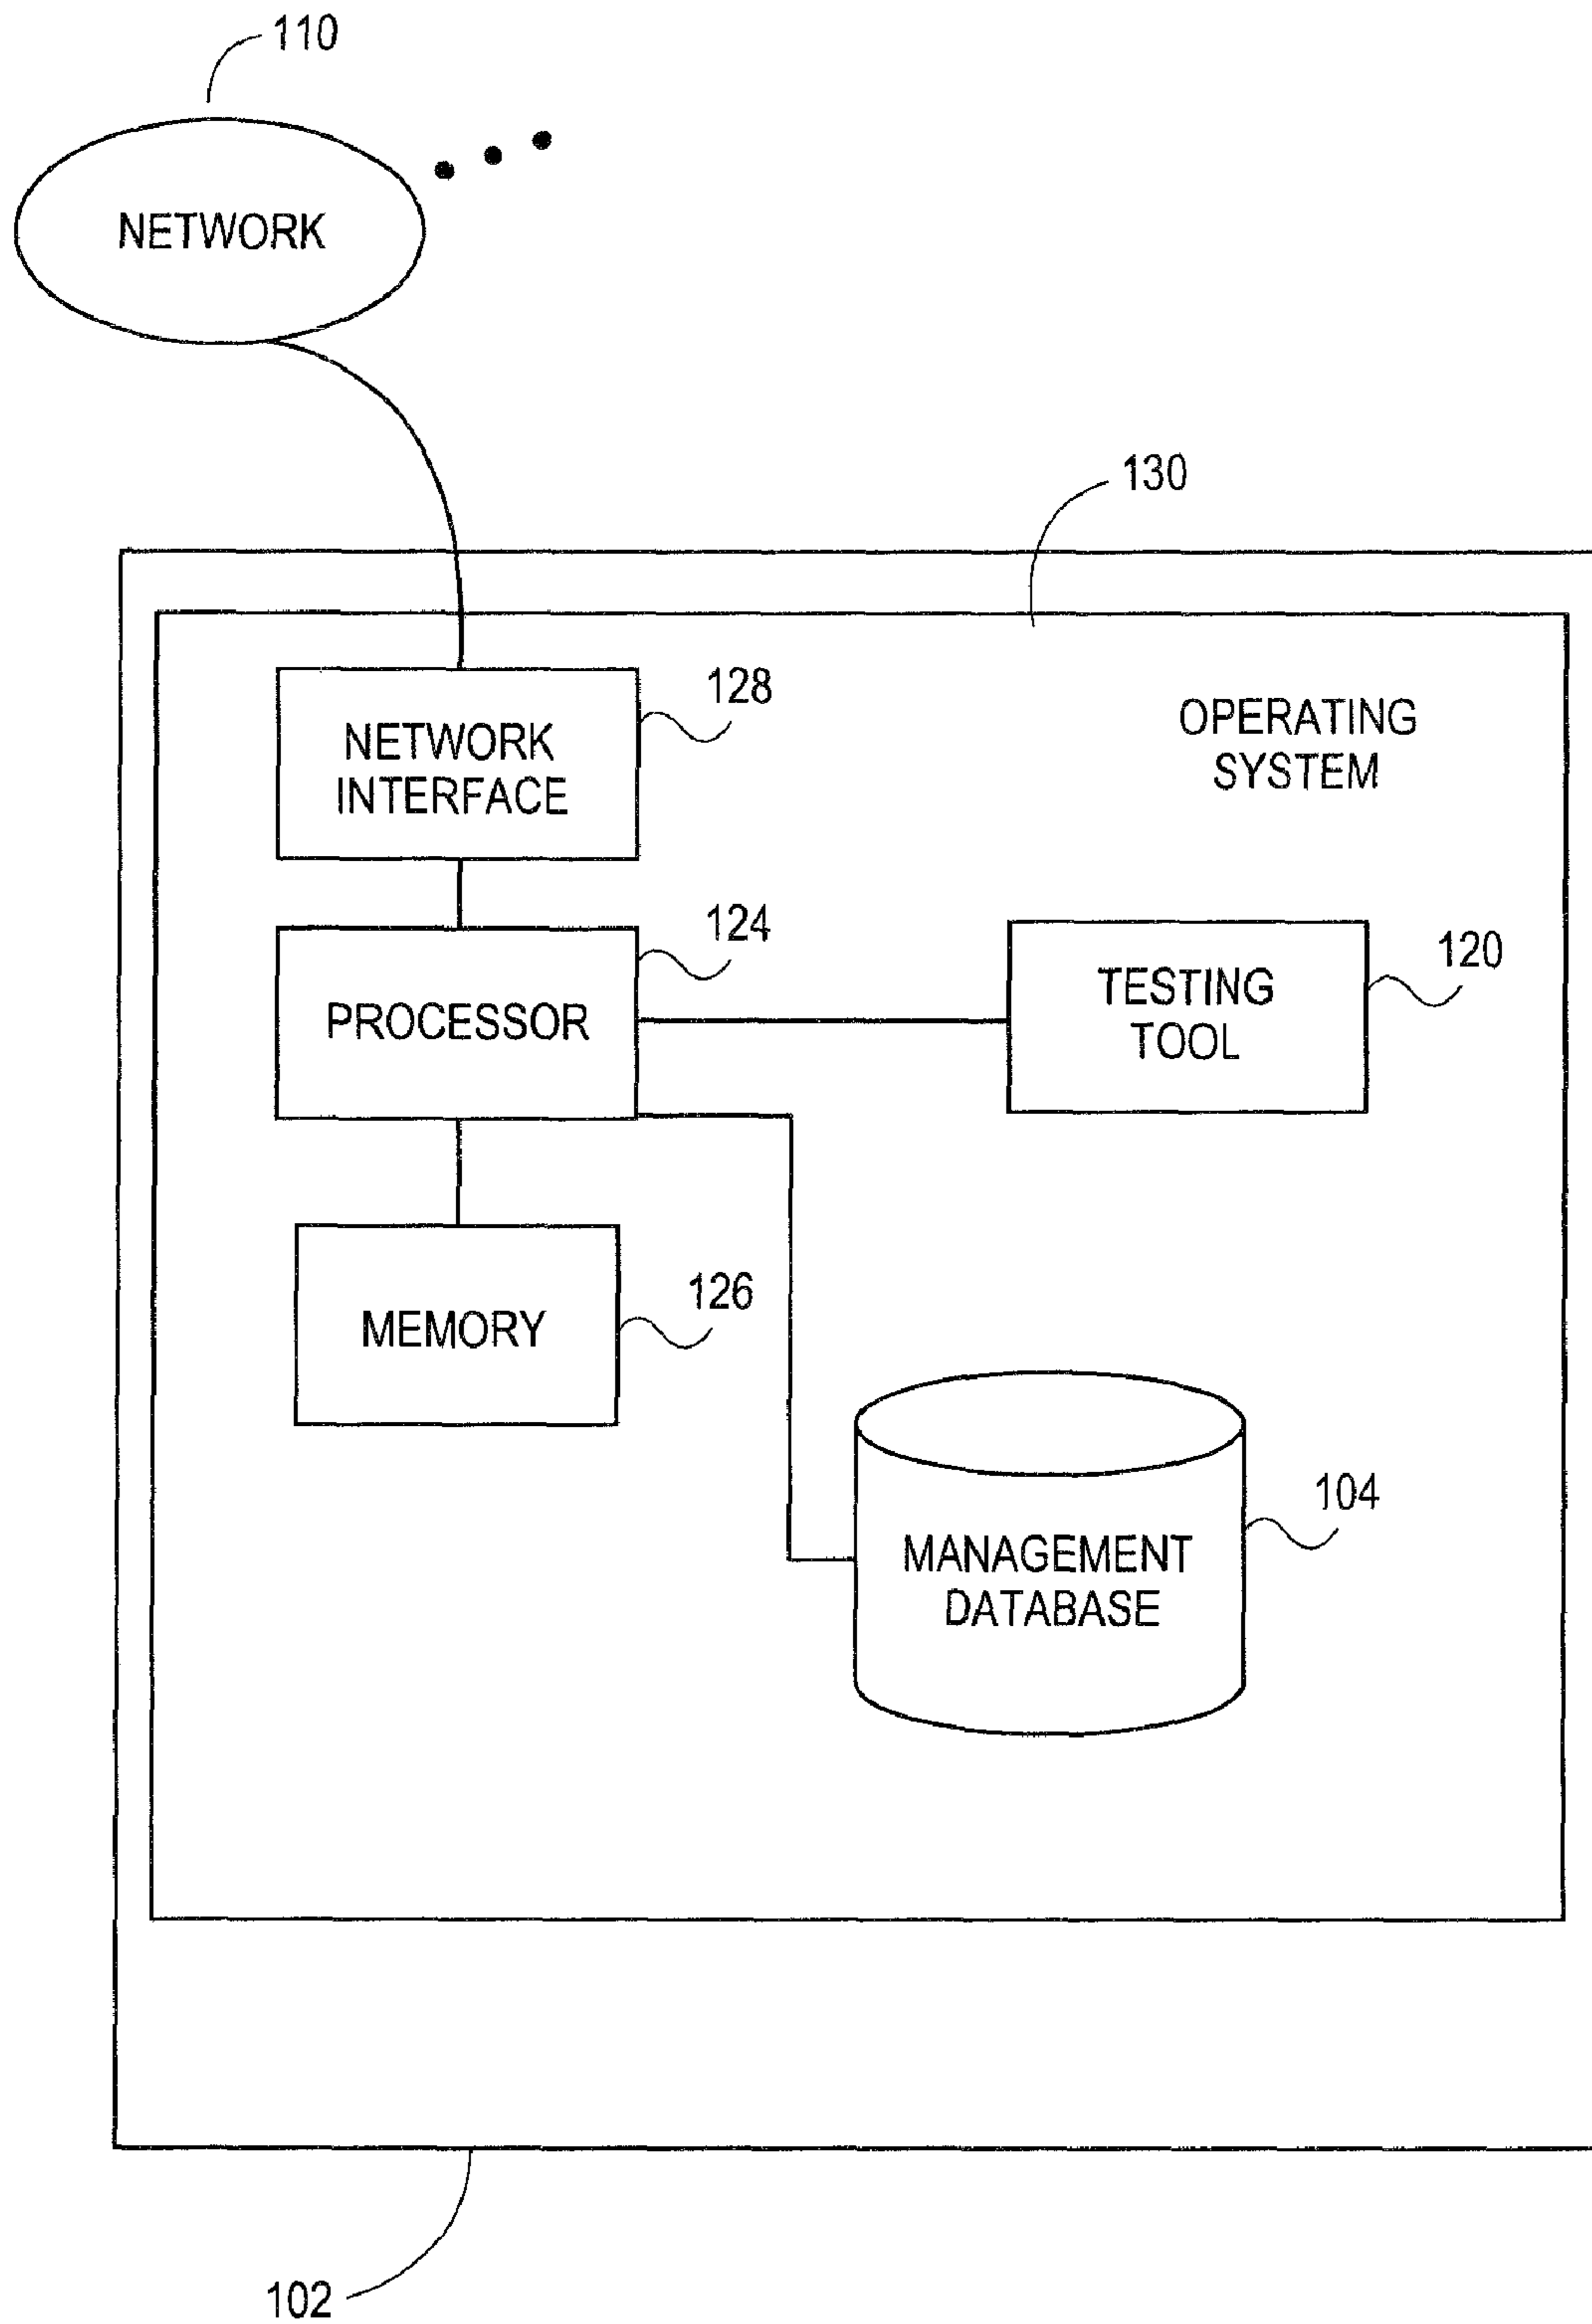 110
NETWORK
130
128
NETWORK
INTERFACE
OPERATING
SYSTEM
124
PROCESSOR
120
TESTING
TOOL
126
MEMORY
104
MANAGEMENT
DATABASE
102